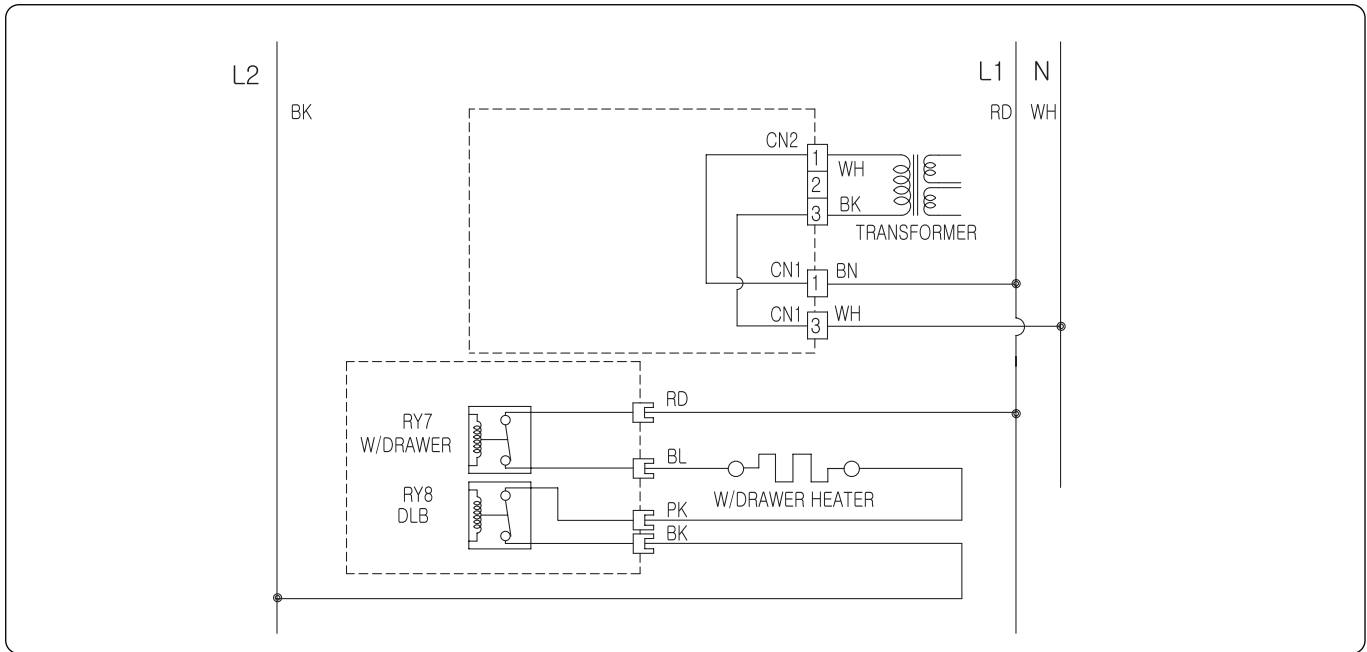 L2
L1 N
BK
RD WH
CN2
1
WH
2
BK
3
TRANSFORMER
CN1 1 BN
CN1 3 WH
RD
RY7
W/DRAWER
BL
W/DRAWER HEATER
RY8
DLB
PK
BK